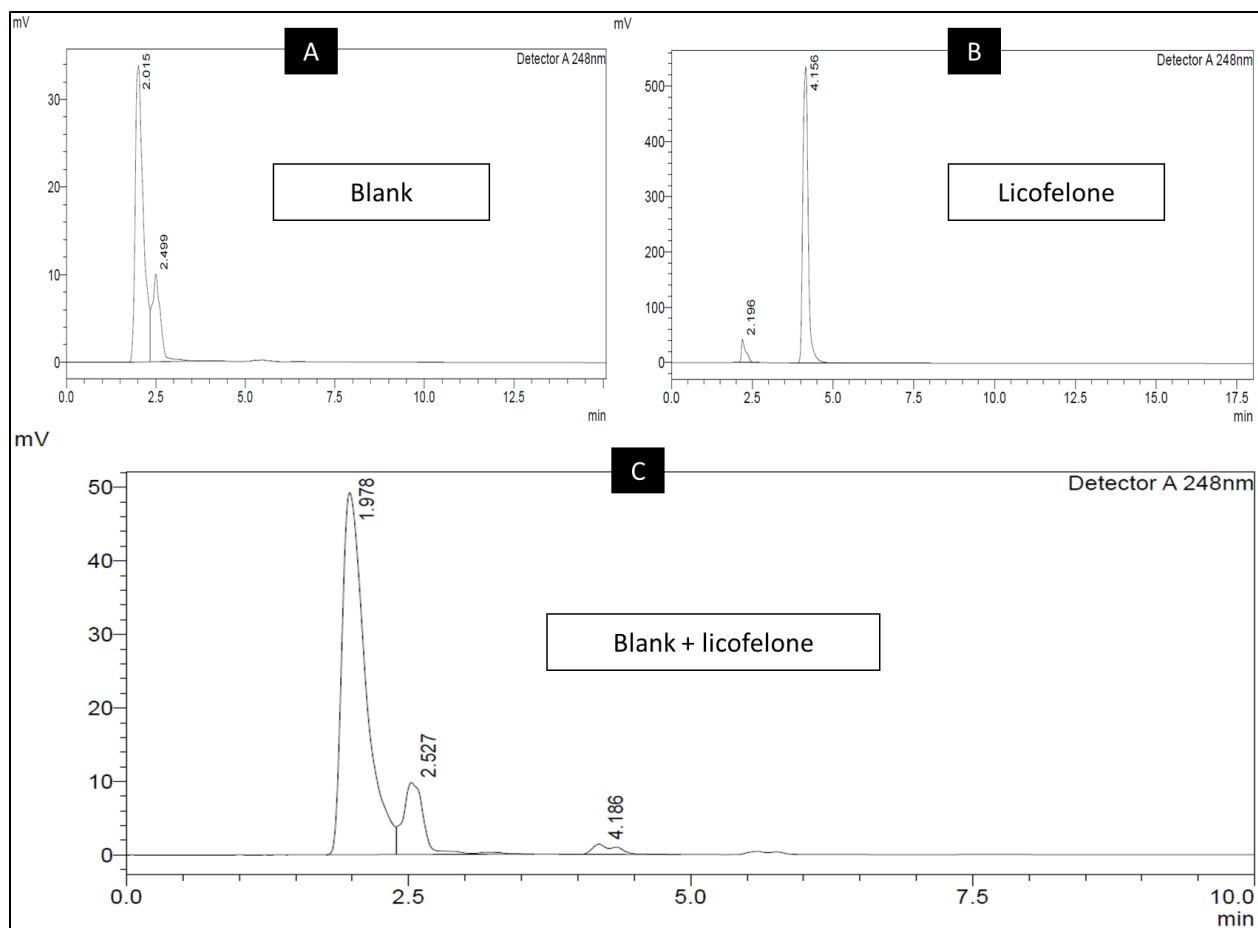 mV
A
Detector A 248nm
2.015
2.499
Blank
30
20
10
0
0.0 2.5 5.0 7.5 10.0 12.5
min
mV
B
Detector A 248nm
4.156
2.196
Licofelone
500
400
300
200
100
0
0.0 2.5 5.0 7.5 10.0 12.5 15.0 17.5
min
mV
C
Detector A 248nm
1.978
2.527
4.186
Blank + licofelone
50
40
30
20
10
0
0.0 2.5 5.0 7.5 10.0
min